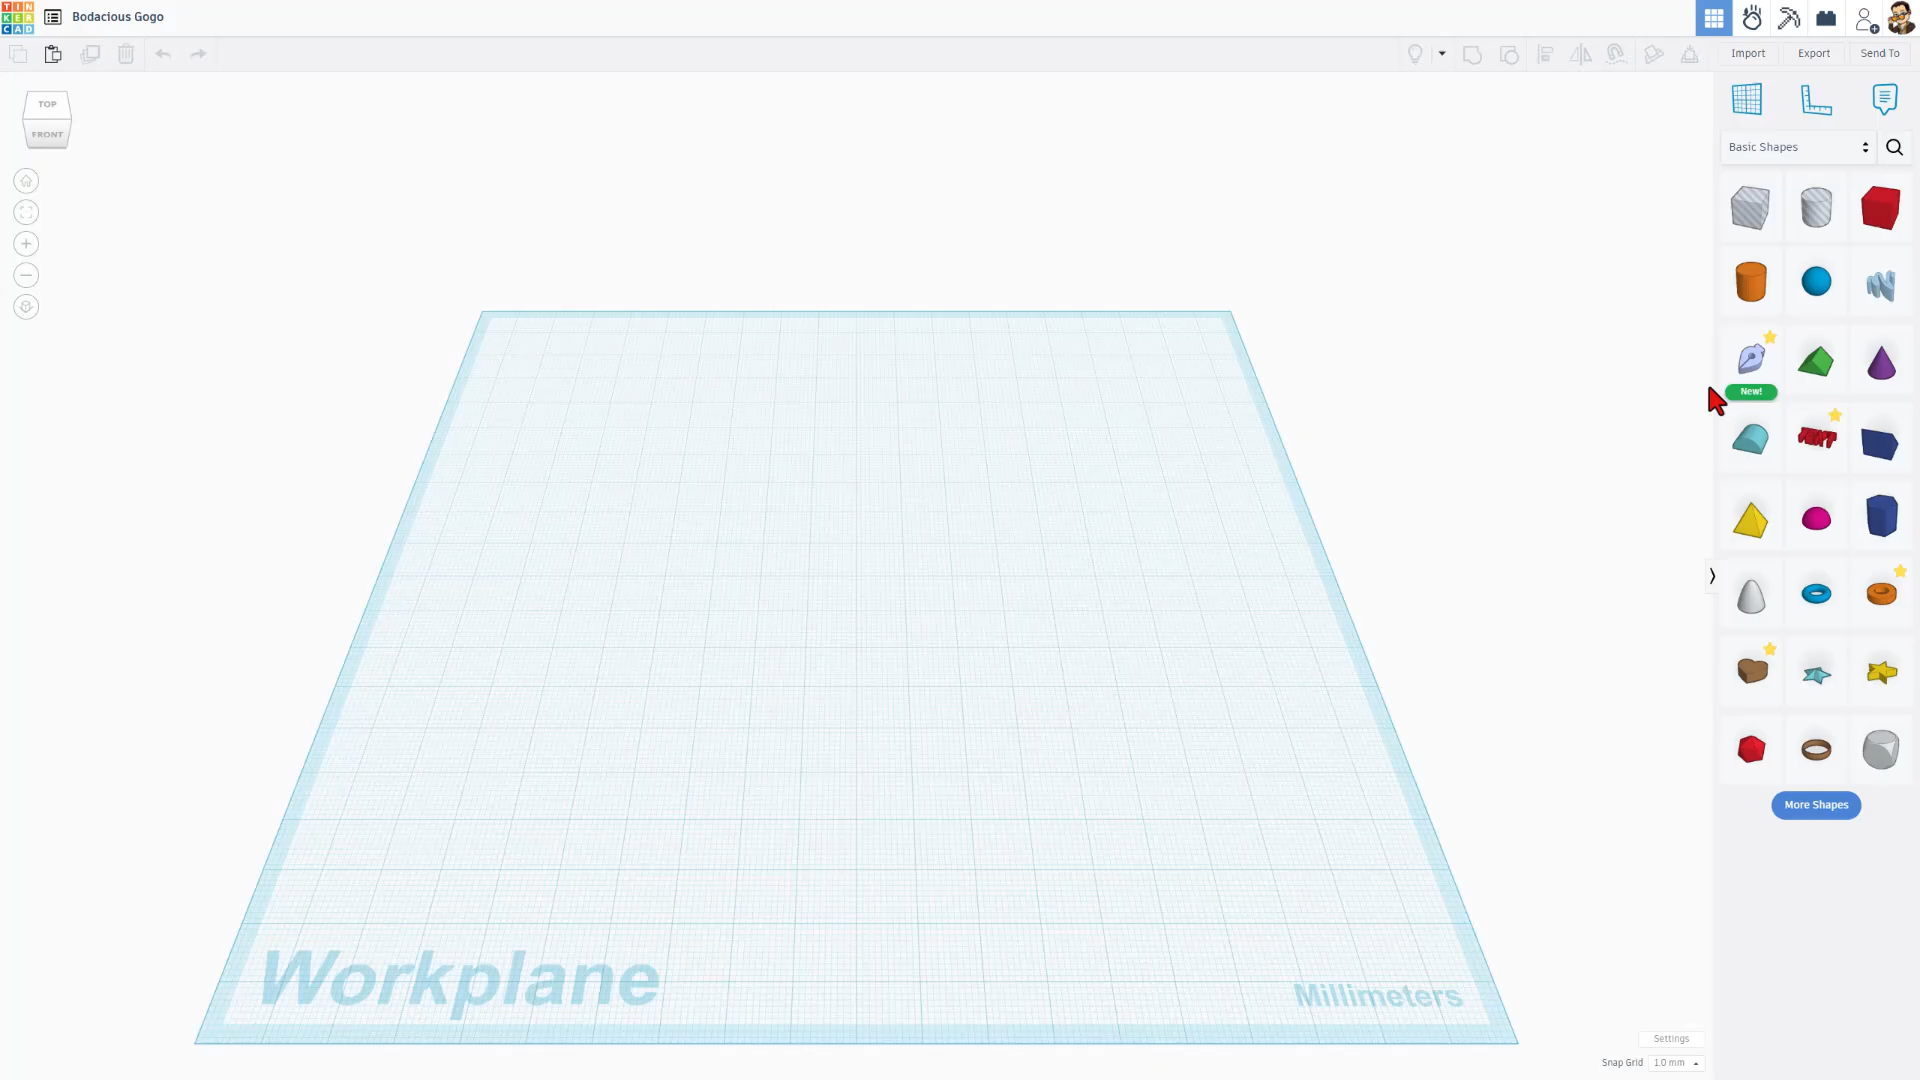 TIN
KER
CAD
Bodacious Gogo
Import
Export
Send To
TOP
FRONT
Basic Shapes
New!
TEXT
More Shapes
Workplane
Millimeters
Settings
Snap Grid 1.0 mm